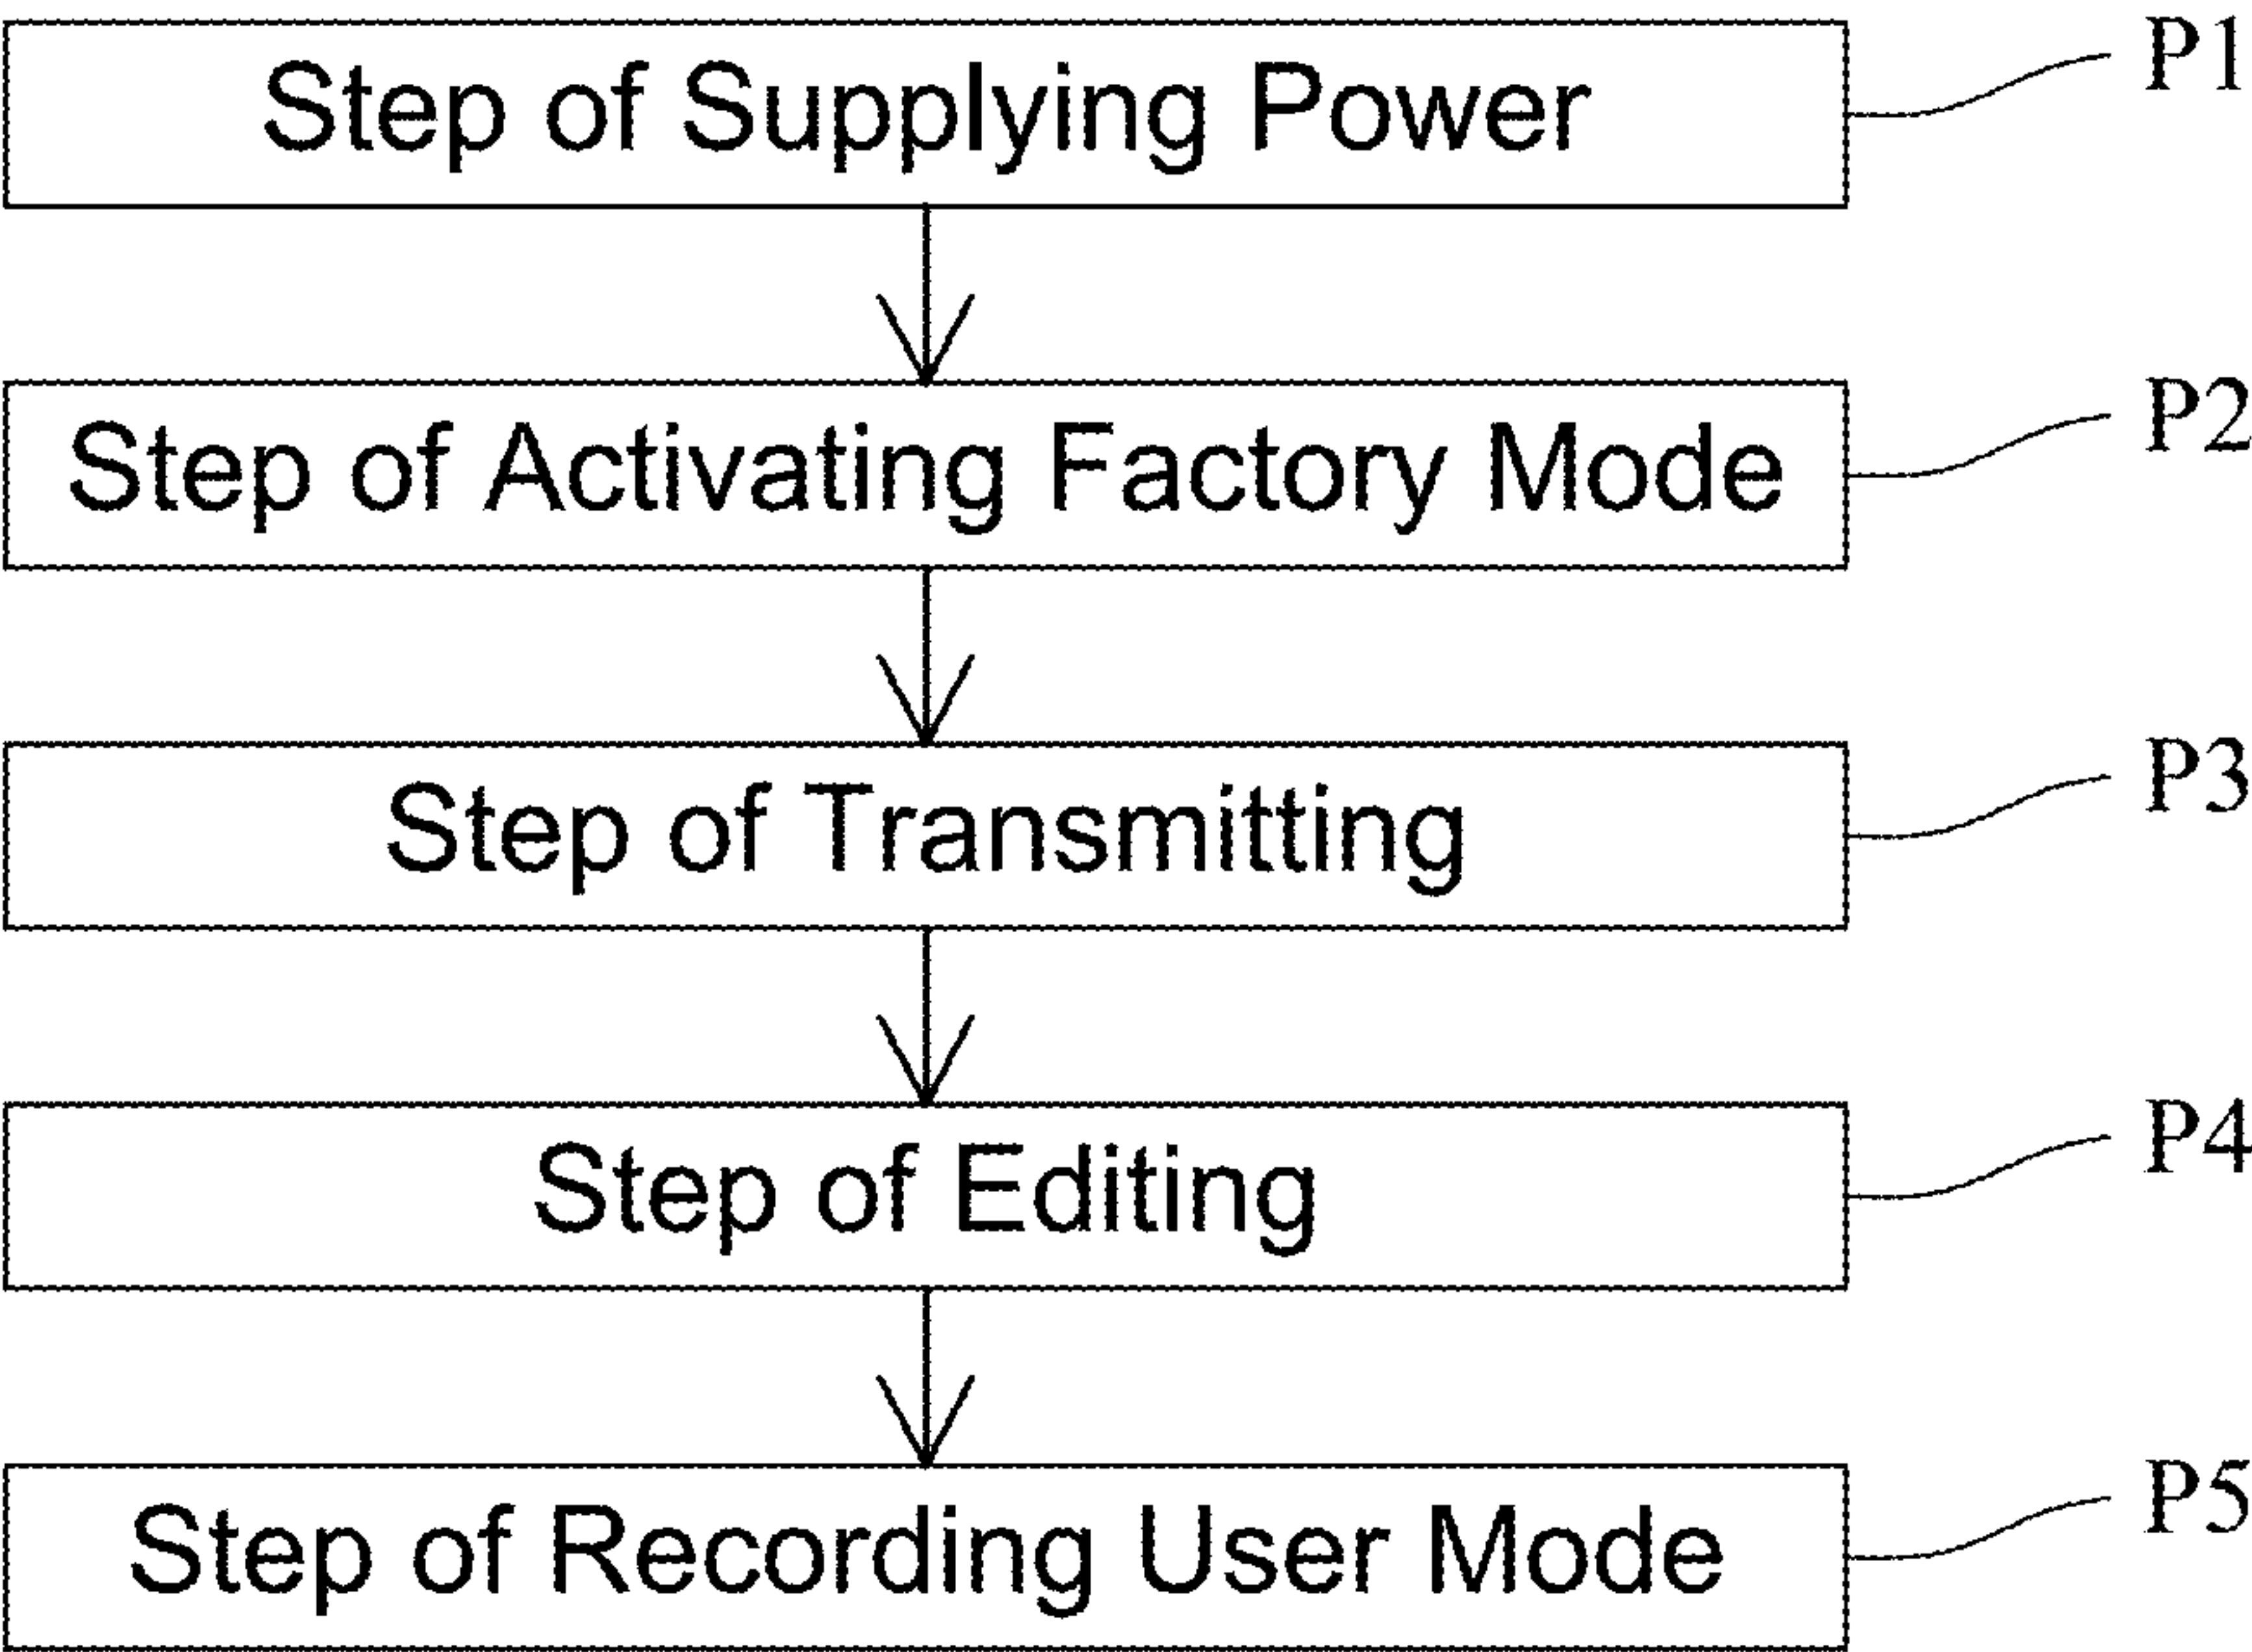 Step of Supplying Power
P1
Step of Activating Factory Mode
P2
Step of Transmitting
P3
Step of Editing
P4
Step of Recording User Mode
P5